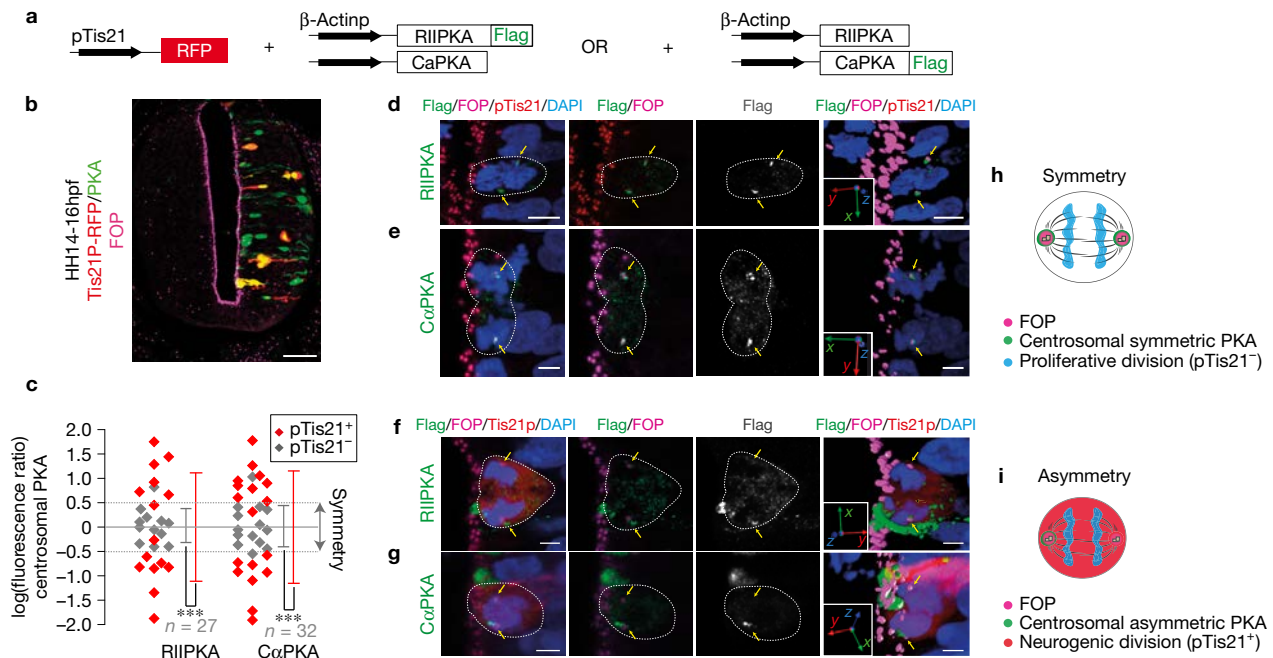 a
pTis21
RFP
+
β-Actinp
RIIPKA Flag
CaPKA
OR
+
β-Actinp
RIIPKA
CaPKA Flag
b
HH14-16hpf
Tis21P-RFP/PKA
FOP
c
log(fluorescence ratio)
centrosomal PKA
2.0
1.5
1.0
0.5
0
−0.5
−1.0
−1.5
−2.0
pTis21⁺
pTis21⁻
Symmetry
***
n = 27
***
n = 32
RIIPKA
CαPKA
d
Flag/FOP/pTis21/DAPI
Flag/FOP
Flag
Flag/FOP/pTis21/DAPI
RIIPKA
y
z
x
e
CαPKA
x
z
y
f
Flag/FOP/Tis21p/DAPI
Flag/FOP
Flag
Flag/FOP/Tis21p/DAPI
RIIPKA
x
z
y
g
CαPKA
z
y
x
h
Symmetry
FOP
Centrosomal symmetric PKA
Proliferative division (pTis21⁻)
i
Asymmetry
FOP
Centrosomal asymmetric PKA
Neurogenic division (pTis21⁺)